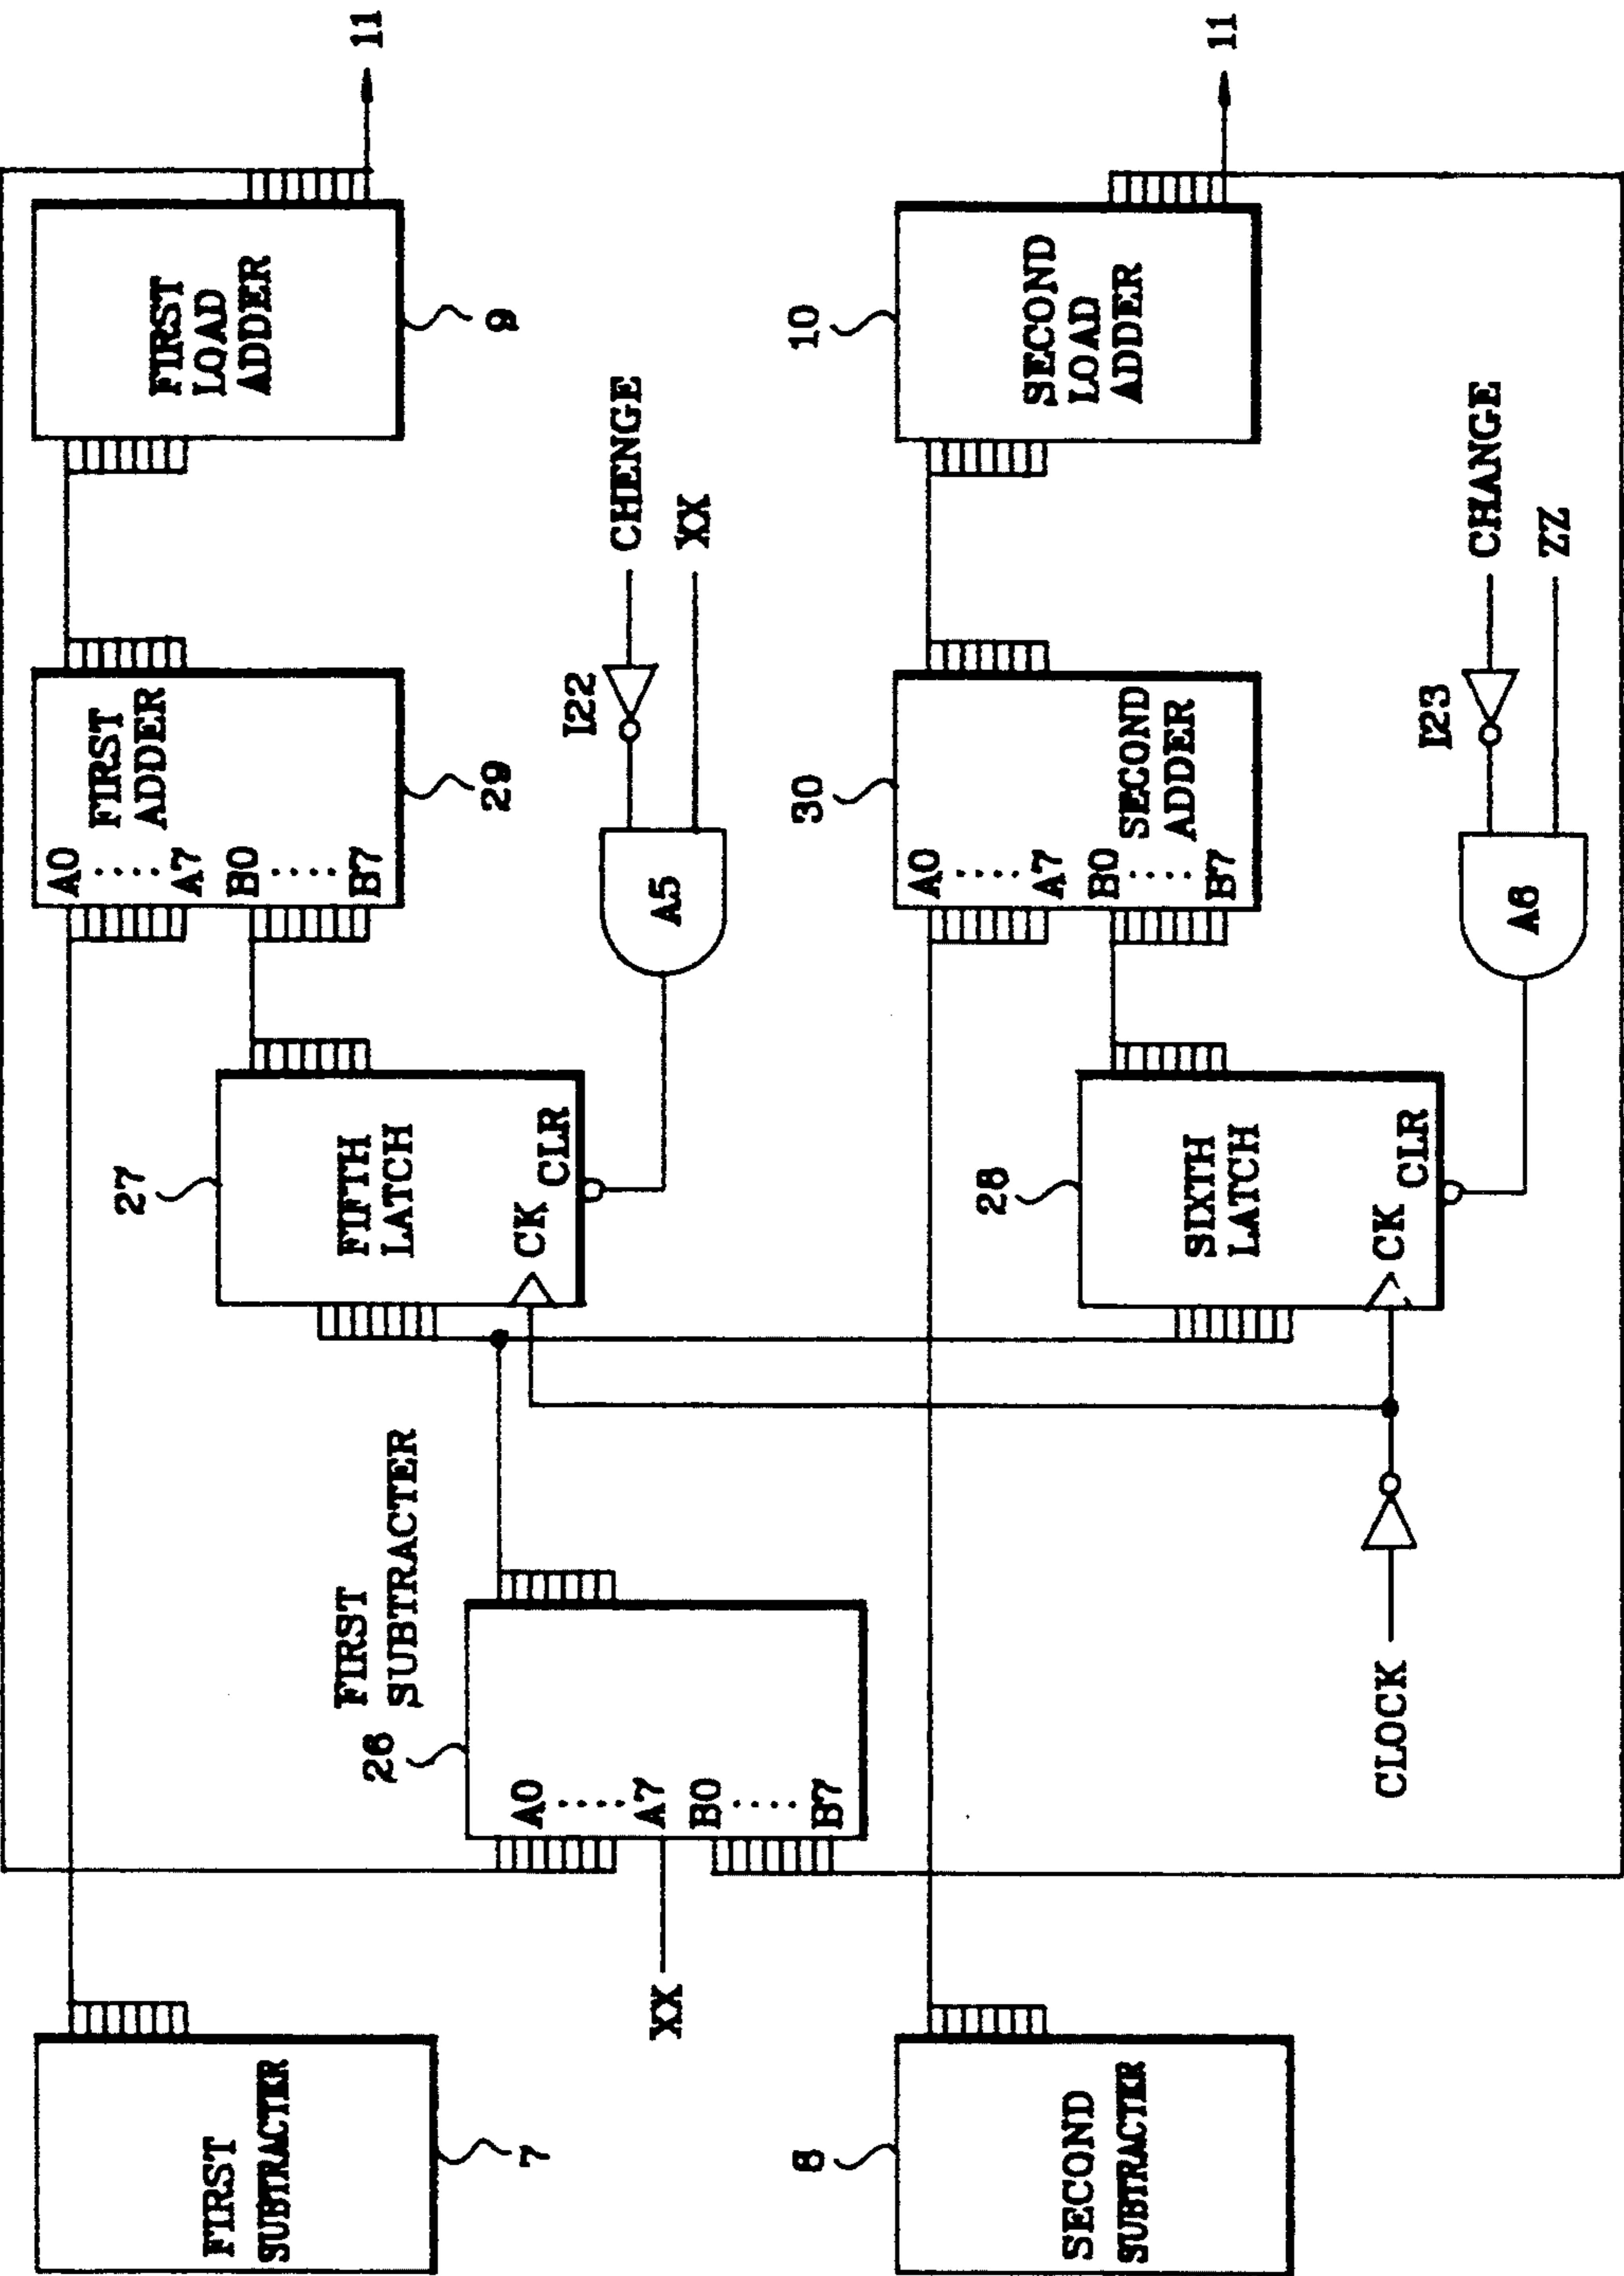 FIRST
SUBTRACTER
7
FIRST
SUBTRACTER
26
A0
A7
B0
B7
XX
27
FIFTH
LATCH
CK
CLR
A0
A7
B0
B7
FIRST
ADDER
29
I22
CHENGE
XX
A5
FIRST
LOAD
ADDER
9
11
SECOND
SUBTRACTER
8
CLOCK
28
SIXTH
LATCH
CK
CLR
30
A0
A7
B0
B7
SECOND
ADDER
I23
CHANGE
ZZ
A6
10
SECOND
LOAD
ADDER
11